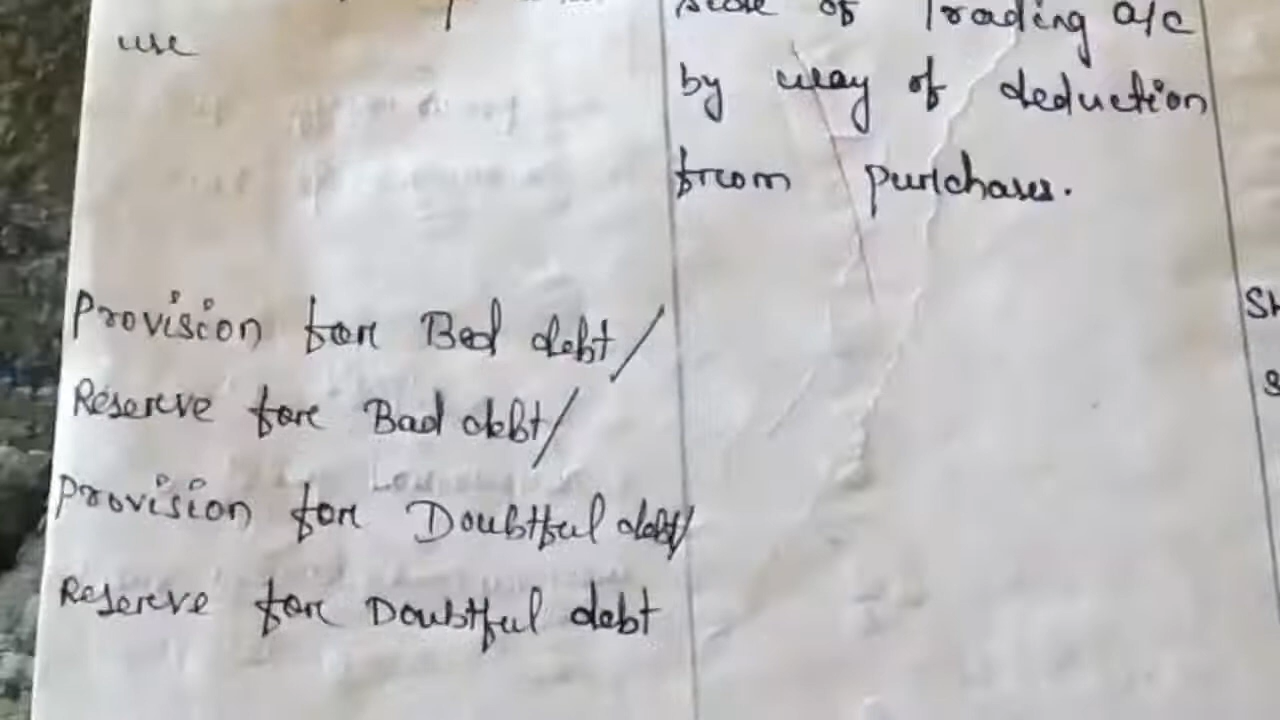 use
of Trading a/c
by way of deduction
from purchases.
Provision for Bad debt/
Reserve for Bad debt/
Provision for Doubtful debt/
Reserve for Doubtful debt